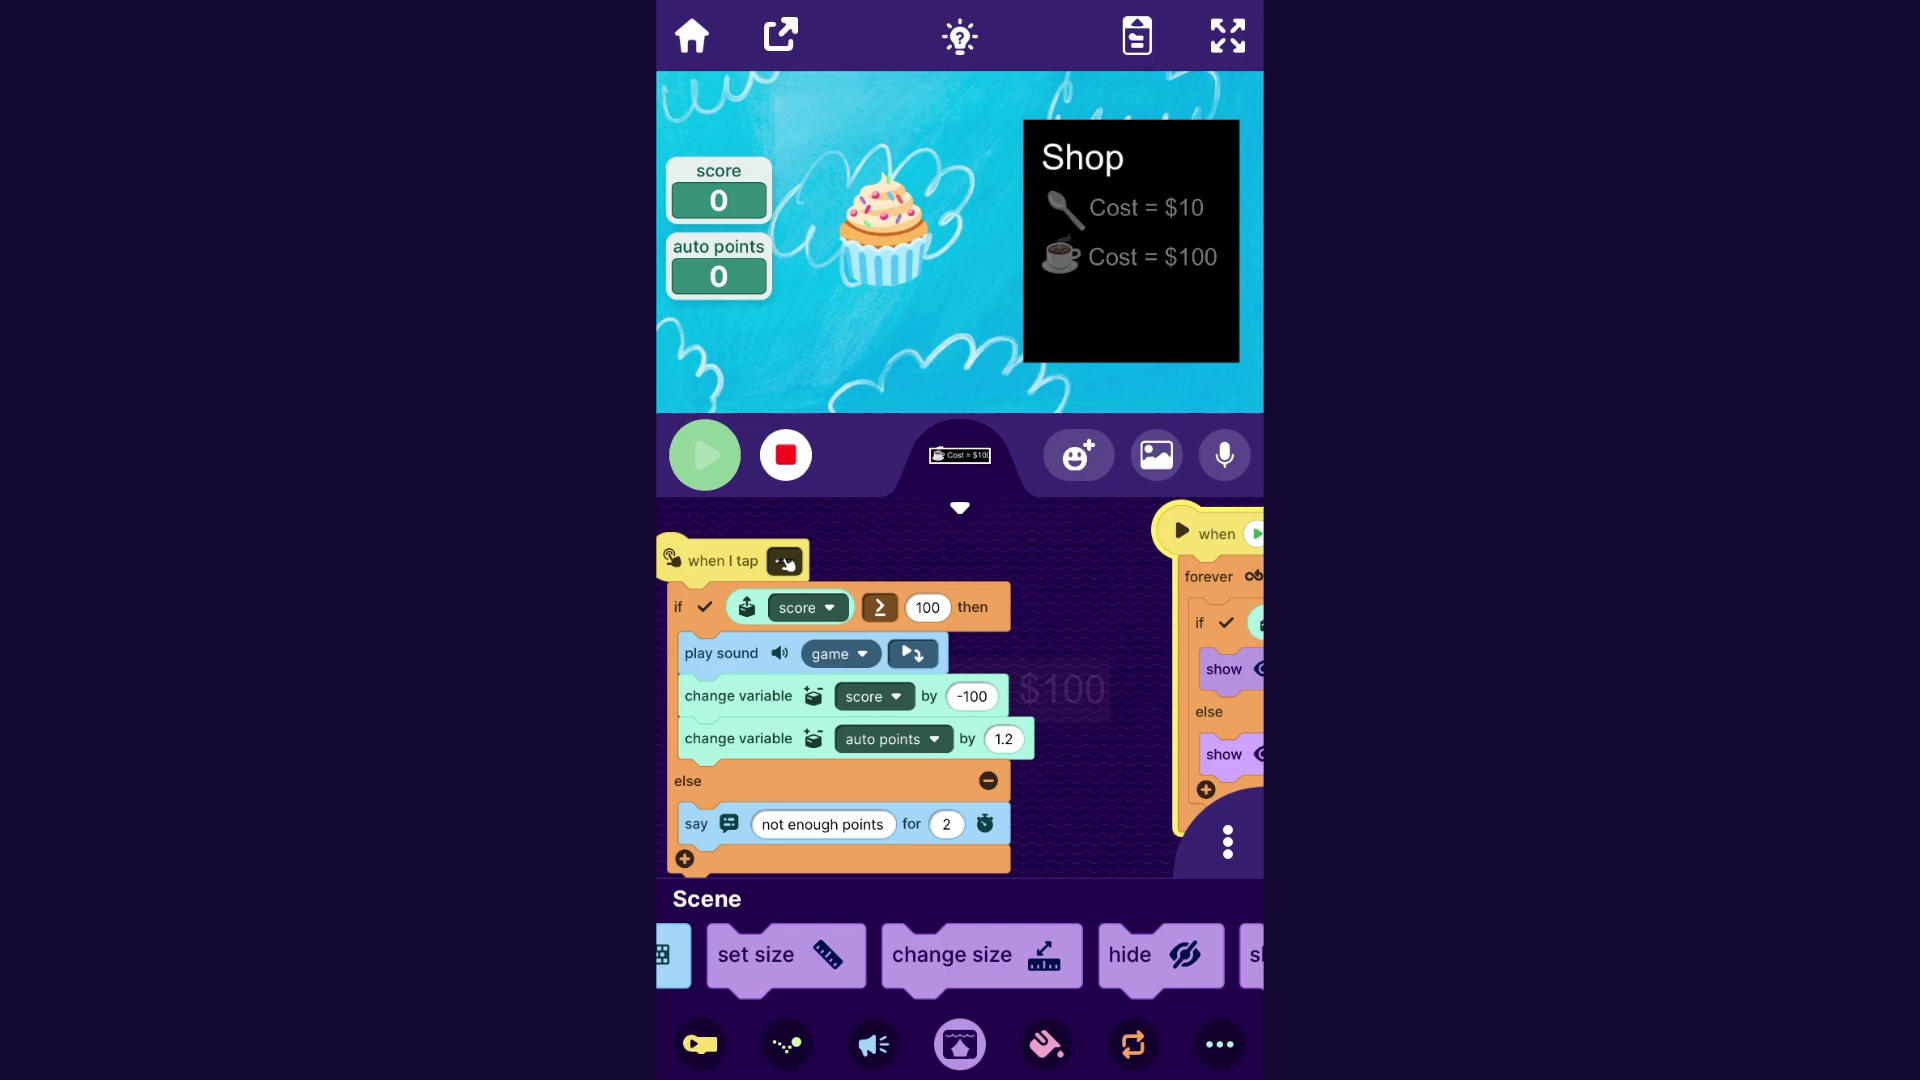 Shop
score
0
Cost = $10
auto points
0
Cost = $100
Cost = $100
when I tap
when
if score ≥ 100 then
forever
play sound game
if
change variable score by -100
$100
show
change variable auto points by 1.2
else
else
show
say not enough points for 2
Scene
set size
change size
hide